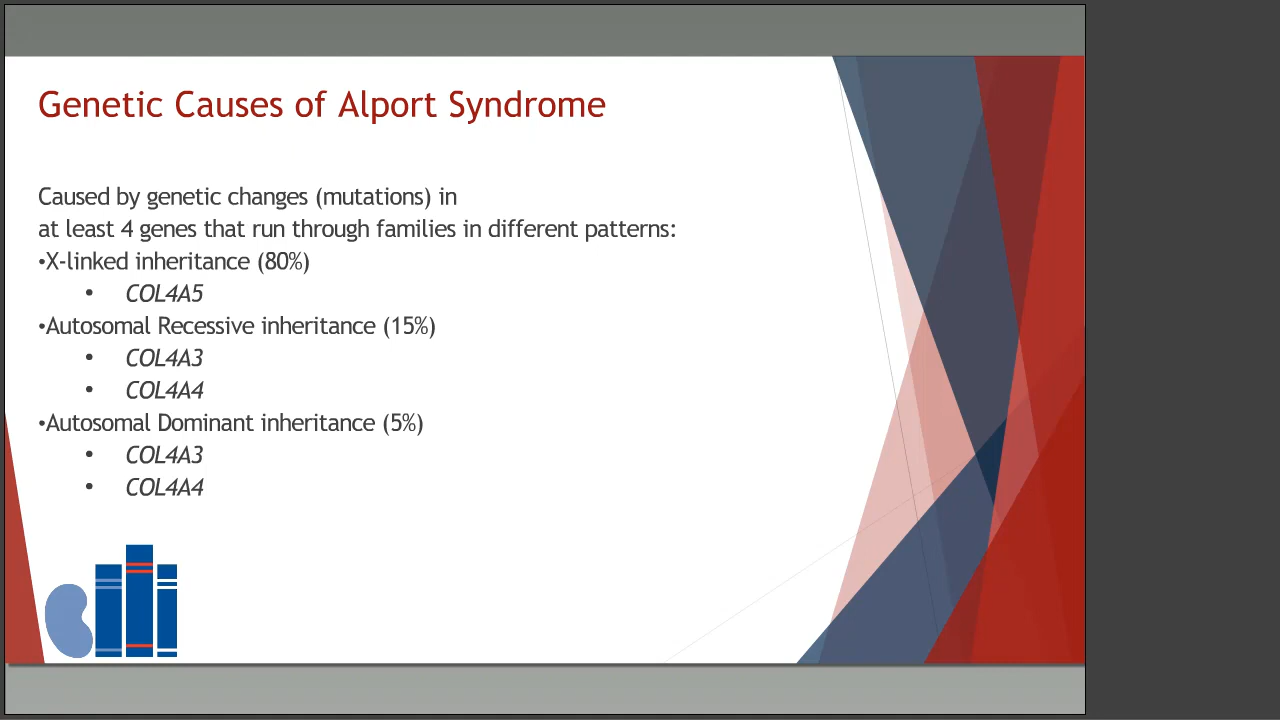 Genetic Causes of Alport Syndrome
Caused by genetic changes (mutations) in
at least 4 genes that run through families in different patterns:
•X-linked inheritance (80%)
• COL4A5
•Autosomal Recessive inheritance (15%)
• COL4A3
• COL4A4
•Autosomal Dominant inheritance (5%)
• COL4A3
• COL4A4